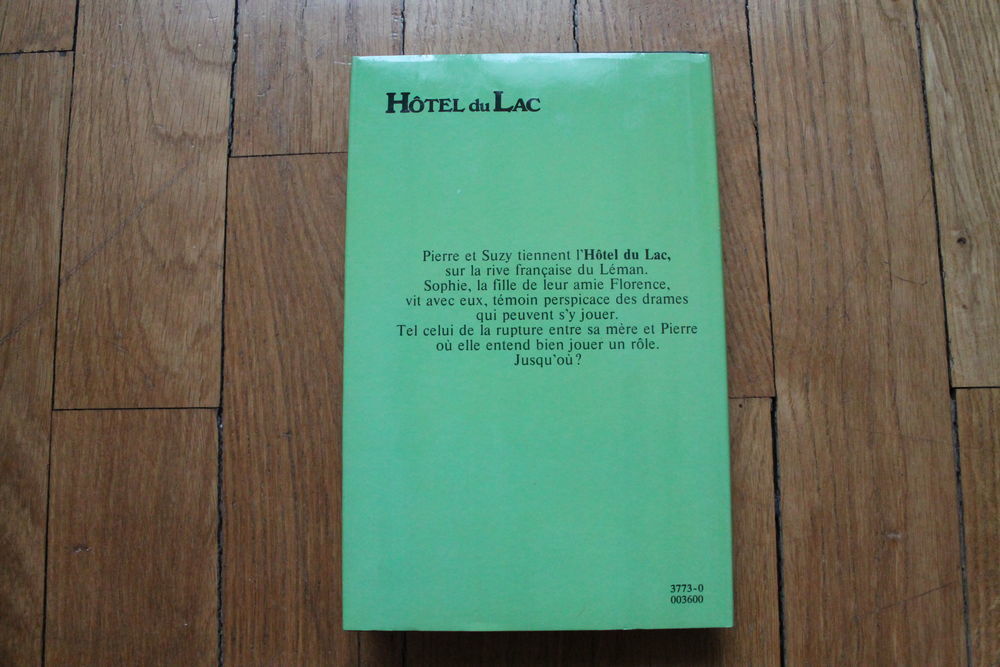 HÔTEL du LAC
Pierre et Suzy tiennent l'Hôtel du Lac,
sur la rive française du Léman.
Sophie, la fille de leur amie Florence,
vit avec eux, témoin perspicace des drames
qui peuvent s'y jouer.
Tel celui de la rupture entre sa mère et Pierre
où elle entend bien jouer un rôle.
Jusqu'où?
3773-0
003600